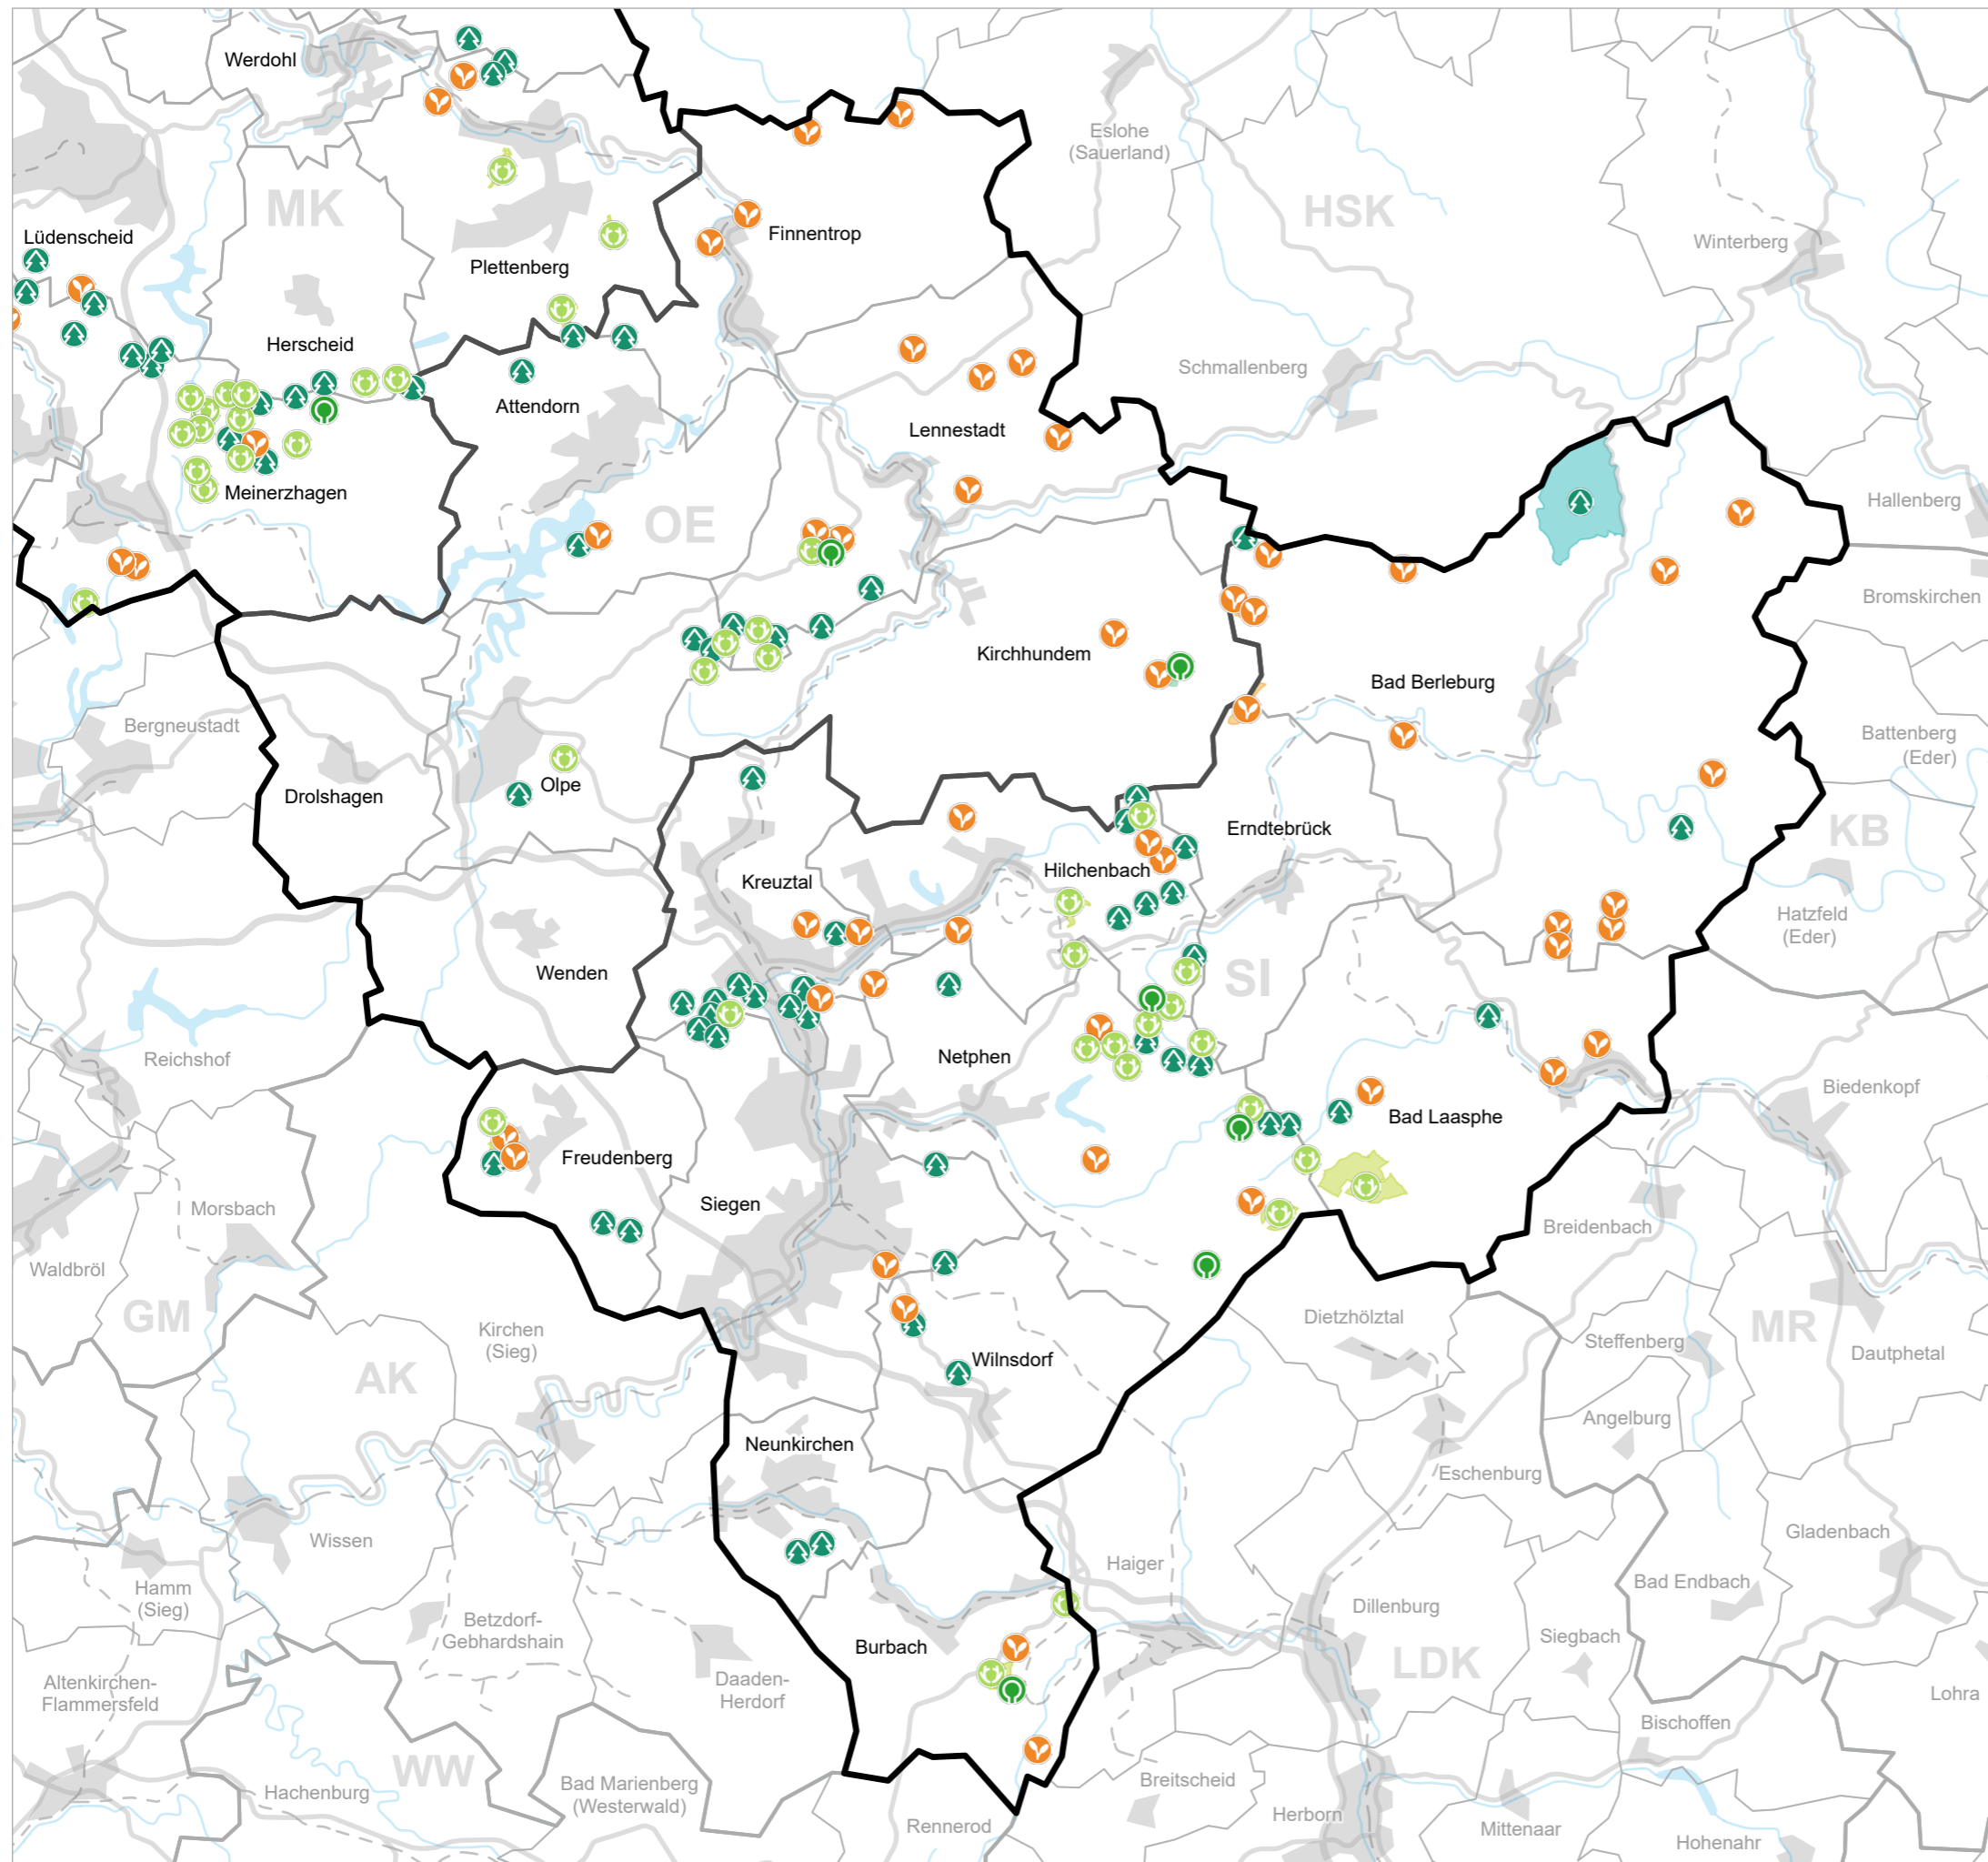 Werdohl
Eslohe
(Sauerland)
MK
HSK
Lüdenscheid
Finnentrop
Winterberg
Plettenberg
Herscheid
Schmallenberg
Attendorn
Lennestadt
Meinerzhagen
Hallenberg
OE
Bromskirchen
Kirchhundem
Bad Berleburg
Bergneustadt
Battenberg
(Eder)
Olpe
Drolshagen
Erndtebrück
KB
Hilchenbach
Kreuztal
Hatzfeld
(Eder)
Wenden
SI
Reichshof
Netphen
Biedenkopf
Bad Laasphe
Freudenberg
Siegen
Morsbach
Breidenbach
Waldbröl
GM
Dietzhölztal
MR
Kirchen
(Sieg)
Steffenberg
Dautphetal
Wilnsdorf
AK
Angelburg
Neunkirchen
Eschenburg
Wissen
Gladenbach
Haiger
Hamm
(Sieg)
Bad Endbach
Dillenburg
Betzdorf-
Gebhardshain
Siegbach
Burbach
LDK
Altenkirchen-
Flammersfeld
Daaden-
Herdorf
Lohra
Bischoffen
WW
Breitscheid
Bad Marienberg
(Westerwald)
Hachenburg
Herborn
Rennerod
Mittenaar
Hohenahr